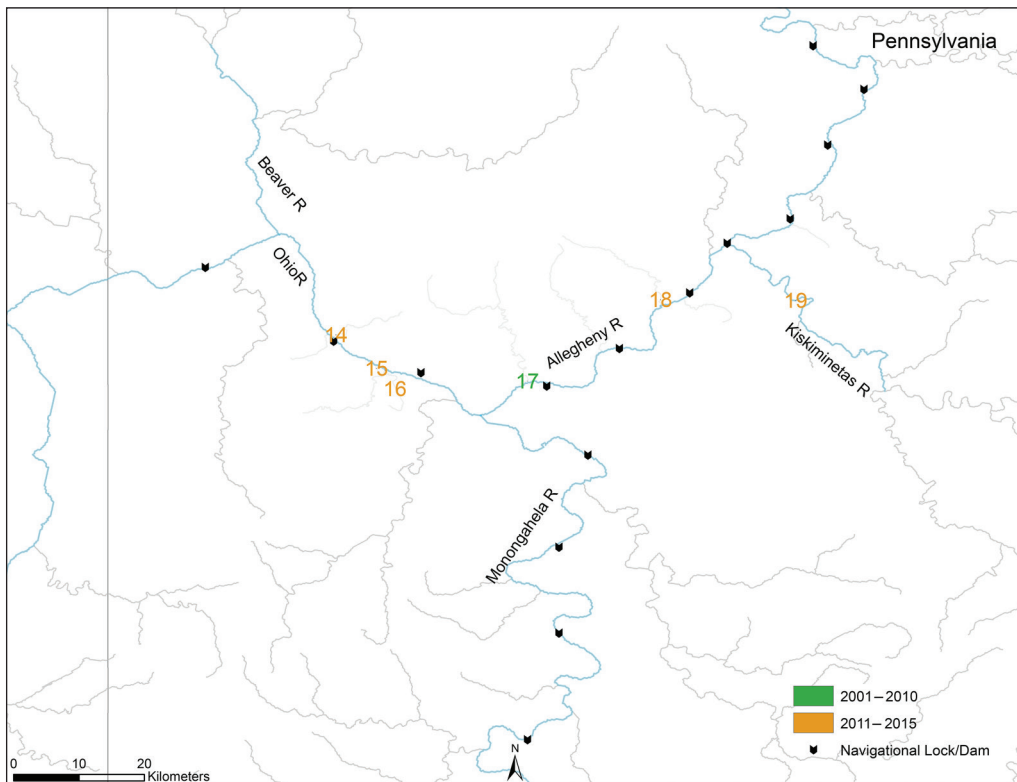 Pennsylvania
Beaver R
OhioR
14
15
16
17
Allegheny R
18
19
Kiskiminetas R
Monongahela R
2001–2010
2011–2015
Navigational Lock/Dam
N
0 10 20
Kilometers